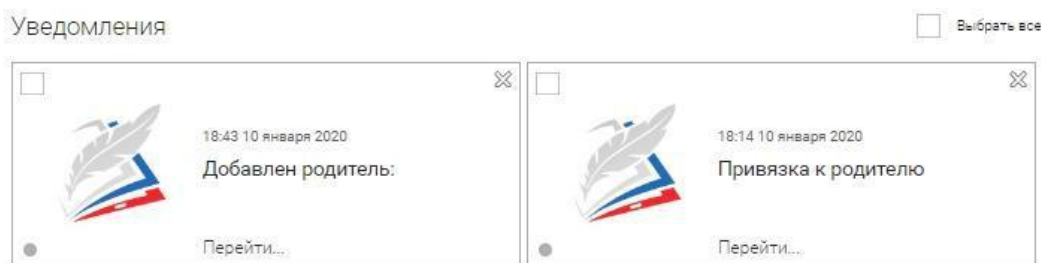 Уведомления
Выбрать все
18:43 10 января 2020
Добавлен родитель:
Перейти...
18:14 10 января 2020
Привязка к родителю
Перейти...